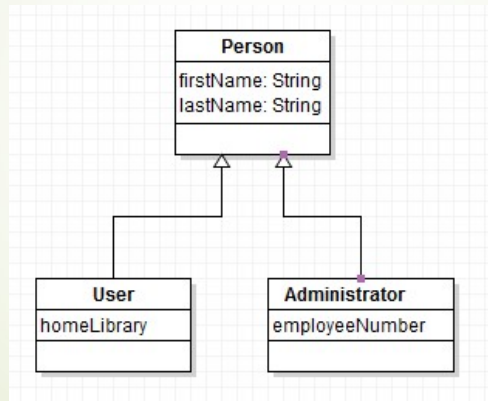 Person
firstName: String
lastName: String
User
homeLibrary
Administrator
employeeNumber